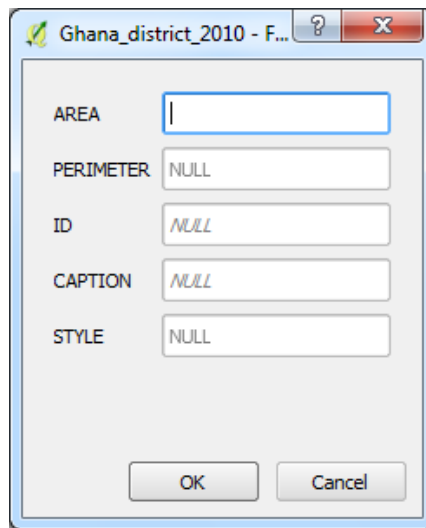 Ghana_district_2010 - F...
AREA
PERIMETER NULL
ID NULL
CAPTION NULL
STYLE NULL
OK Cancel